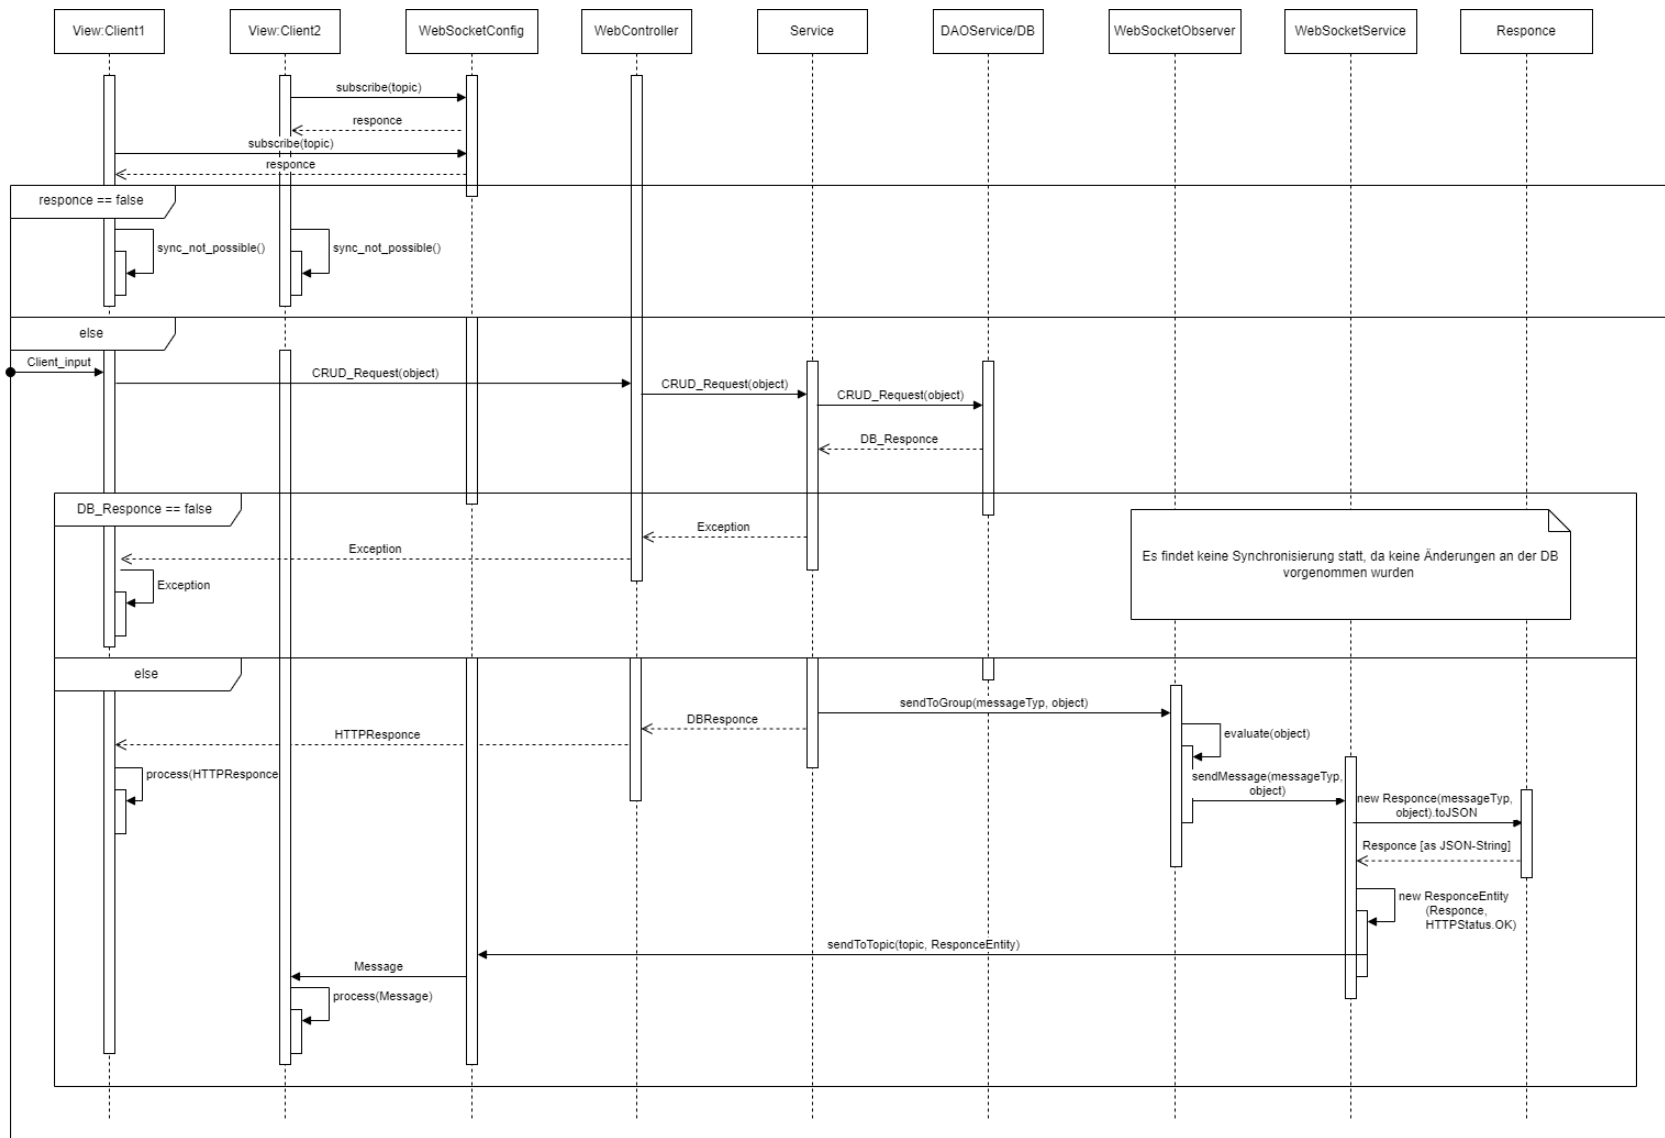 View:Client1
View:Client2
WebSocketConfig
WebController
Service
DAOService/DB
WebSocketObserver
WebSocketService
Responce
subscribe(topic)
responce
subscribe(topic)
responce
responce == false
sync_not_possible()
sync_not_possible()
else
Client_input
CRUD_Request(object)
CRUD_Request(object)
CRUD_Request(object)
DB_Responce
DB_Responce == false
Exception
Exception
Exception
Es findet keine Synchronisierung statt, da keine Änderungen an der DB
vorgenommen wurden
else
sendToGroup(messageTyp, object)
DBResponce
HTTPResponce
evaluate(object)
process(HTTPResponce
sendMessage(messageTyp,
object)
new Responce(messageTyp,
object).toJSON
Responce [as JSON-String]
new ResponceEntity
(Responce,
HTTPStatus.OK)
sendToTopic(topic, ResponceEntity)
Message
process(Message)